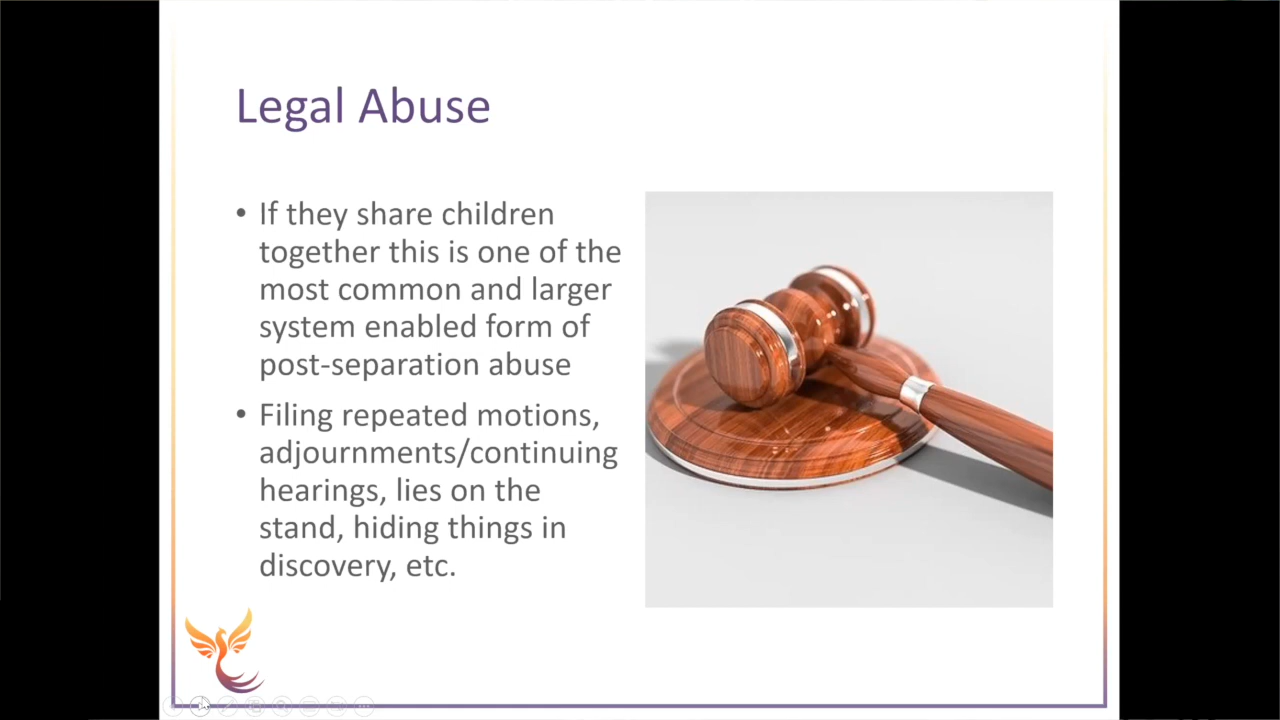 Legal Abuse
• If they share children
together this is one of the
most common and larger
system enabled form of
post-separation abuse
• Filing repeated motions,
adjournments/continuing
hearings, lies on the
stand, hiding things in
discovery, etc.